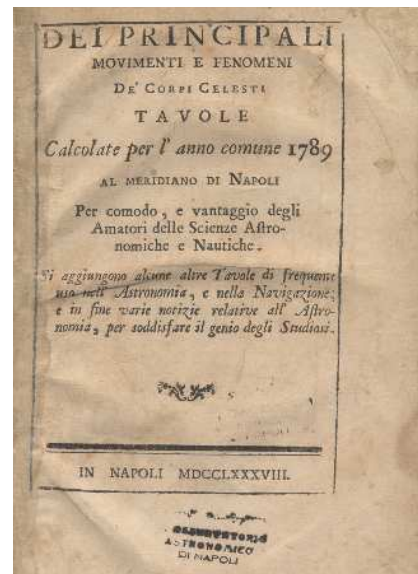 DEI PRINCIPALI
MOVIMENTI E FENOMENI
DE' CORPI CELESTI
TAVOLE
Calcolate per l' anno comune 1789
AL MERIDIANO DI NAPOLI
Per comodo, e vantaggio degli
Amatori delle Scienze Aſtro-
nomiche e Nautiche.
Si aggiungono alcune altre Tavole di frequente
uso nell' Astronomia, e nella Navigazione;
e in fine varie notizie relative all' Aſtro-
nomia, per soddisfare il genio degli Studiosi.
IN NAPOLI MDCCLXXXVIII.
OSSERVATORIO
ASTRONOMICO
DI NAPOLI